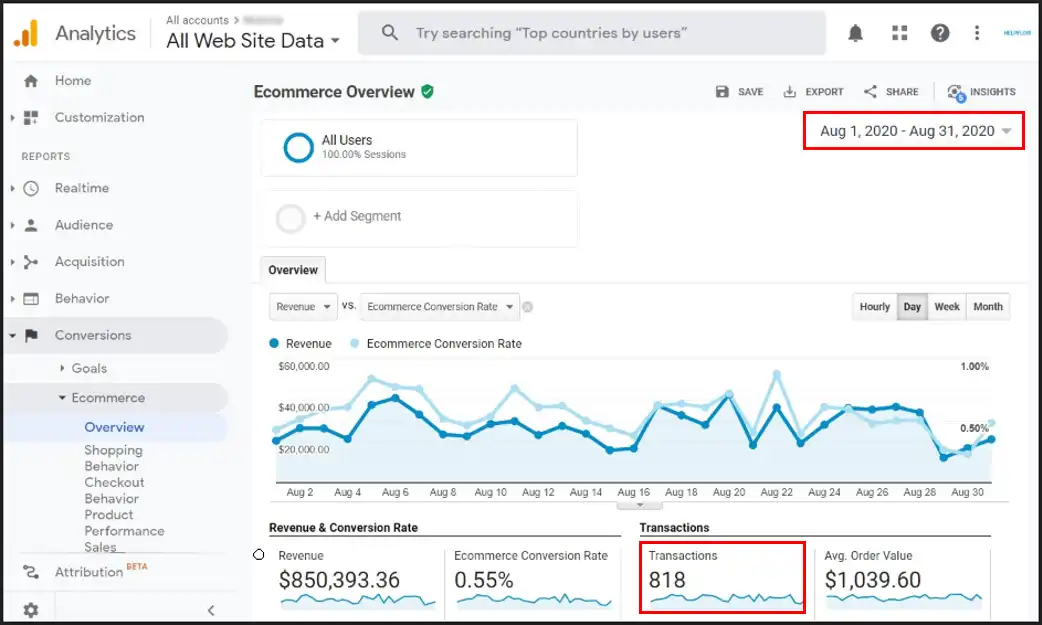 Analytics
All accounts >
All Web Site Data
Try searching “Top countries by users”
HELPFLOW
Home
Customization
REPORTS
Realtime
Audience
Acquisition
Behavior
Conversions
Goals
Ecommerce
Overview
Shopping
Behavior
Checkout
Behavior
Product
Performance
Sales
Attribution BETA
Ecommerce Overview
SAVE
EXPORT
SHARE
INSIGHTS
Aug 1, 2020 - Aug 31, 2020
All Users
100.00% Sessions
+ Add Segment
Overview
Revenue VS. Ecommerce Conversion Rate
Hourly Day Week Month
Revenue Ecommerce Conversion Rate
$60,000.00 1.00%
$40,000.00 0.50%
$20,000.00
Aug 2 Aug 4 Aug 6 Aug 8 Aug 10 Aug 12 Aug 14 Aug 16 Aug 18 Aug 20 Aug 22 Aug 24 Aug 26 Aug 28 Aug 30
Revenue & Conversion Rate
Revenue
$850,393.36
Ecommerce Conversion Rate
0.55%
Transactions
Transactions
818
Avg. Order Value
$1,039.60